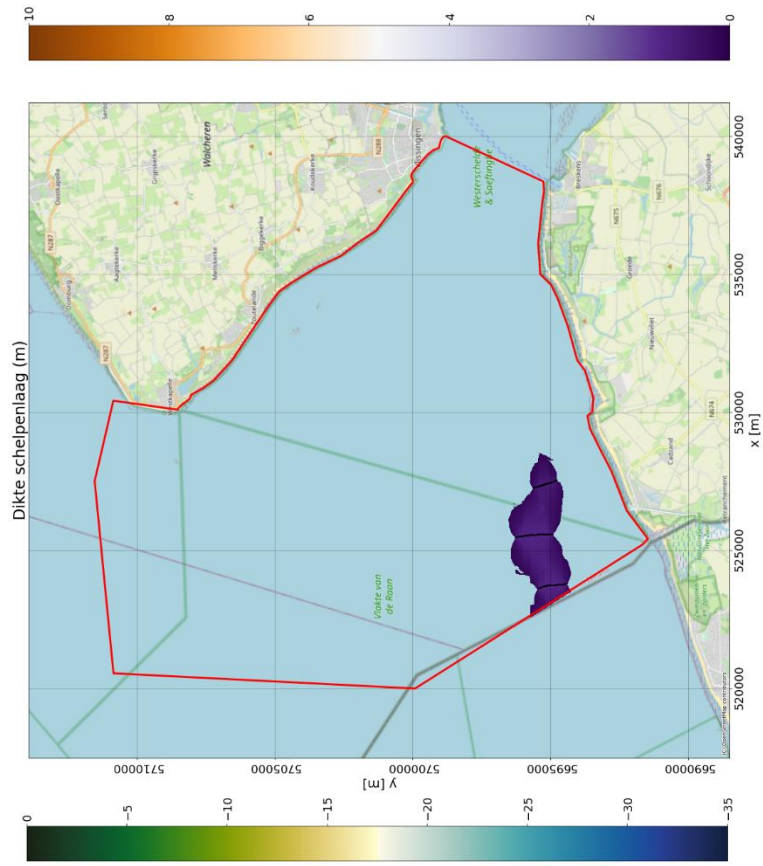 Dikte schelpenlaag (m)
10
8
6
4
2
0
Oostkapelle
N287
Domburg
Grijpskerke
Walcheren
Aagtekerke
N287
Meliskerke
Koudekerke
N288
Biggekerke
Zoutelande
Westkapelle
Vlissingen
Westerschelde
& Saeftinghe
Breskens
Schoondijke
N676
N675
Groede
Nieuwvliet
N674
Cadzand
Retranchement
Vlakte van
de Raan
(C) OpenStreetMap contributors
5710000
5705000
5700000
5695000
5690000
y [m]
520000
525000
530000
535000
540000
x [m]
0
−5
−10
−15
−20
−25
−30
−35